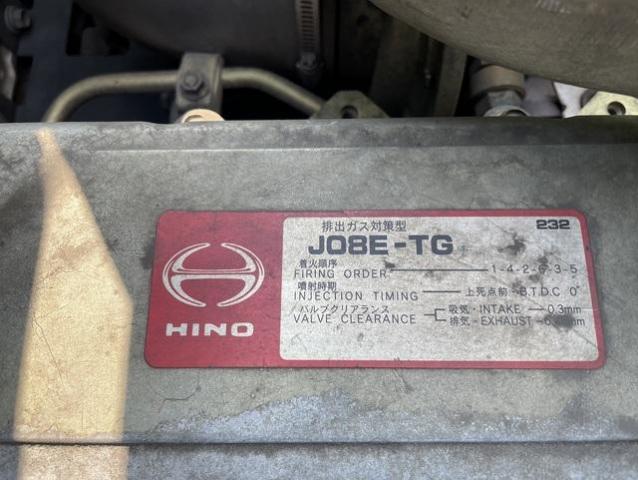 排出ガス対策型
232
J08E-TG
着火順序
FIRING ORDER 1-4-2-6-3-5
噴射時期
INJECTION TIMING 上死点前・B.T.D.C 0°
バルブクリアランス
VALVE CLEARANCE
吸気・INTAKE 0.3mm
排気・EXHAUST
HINO